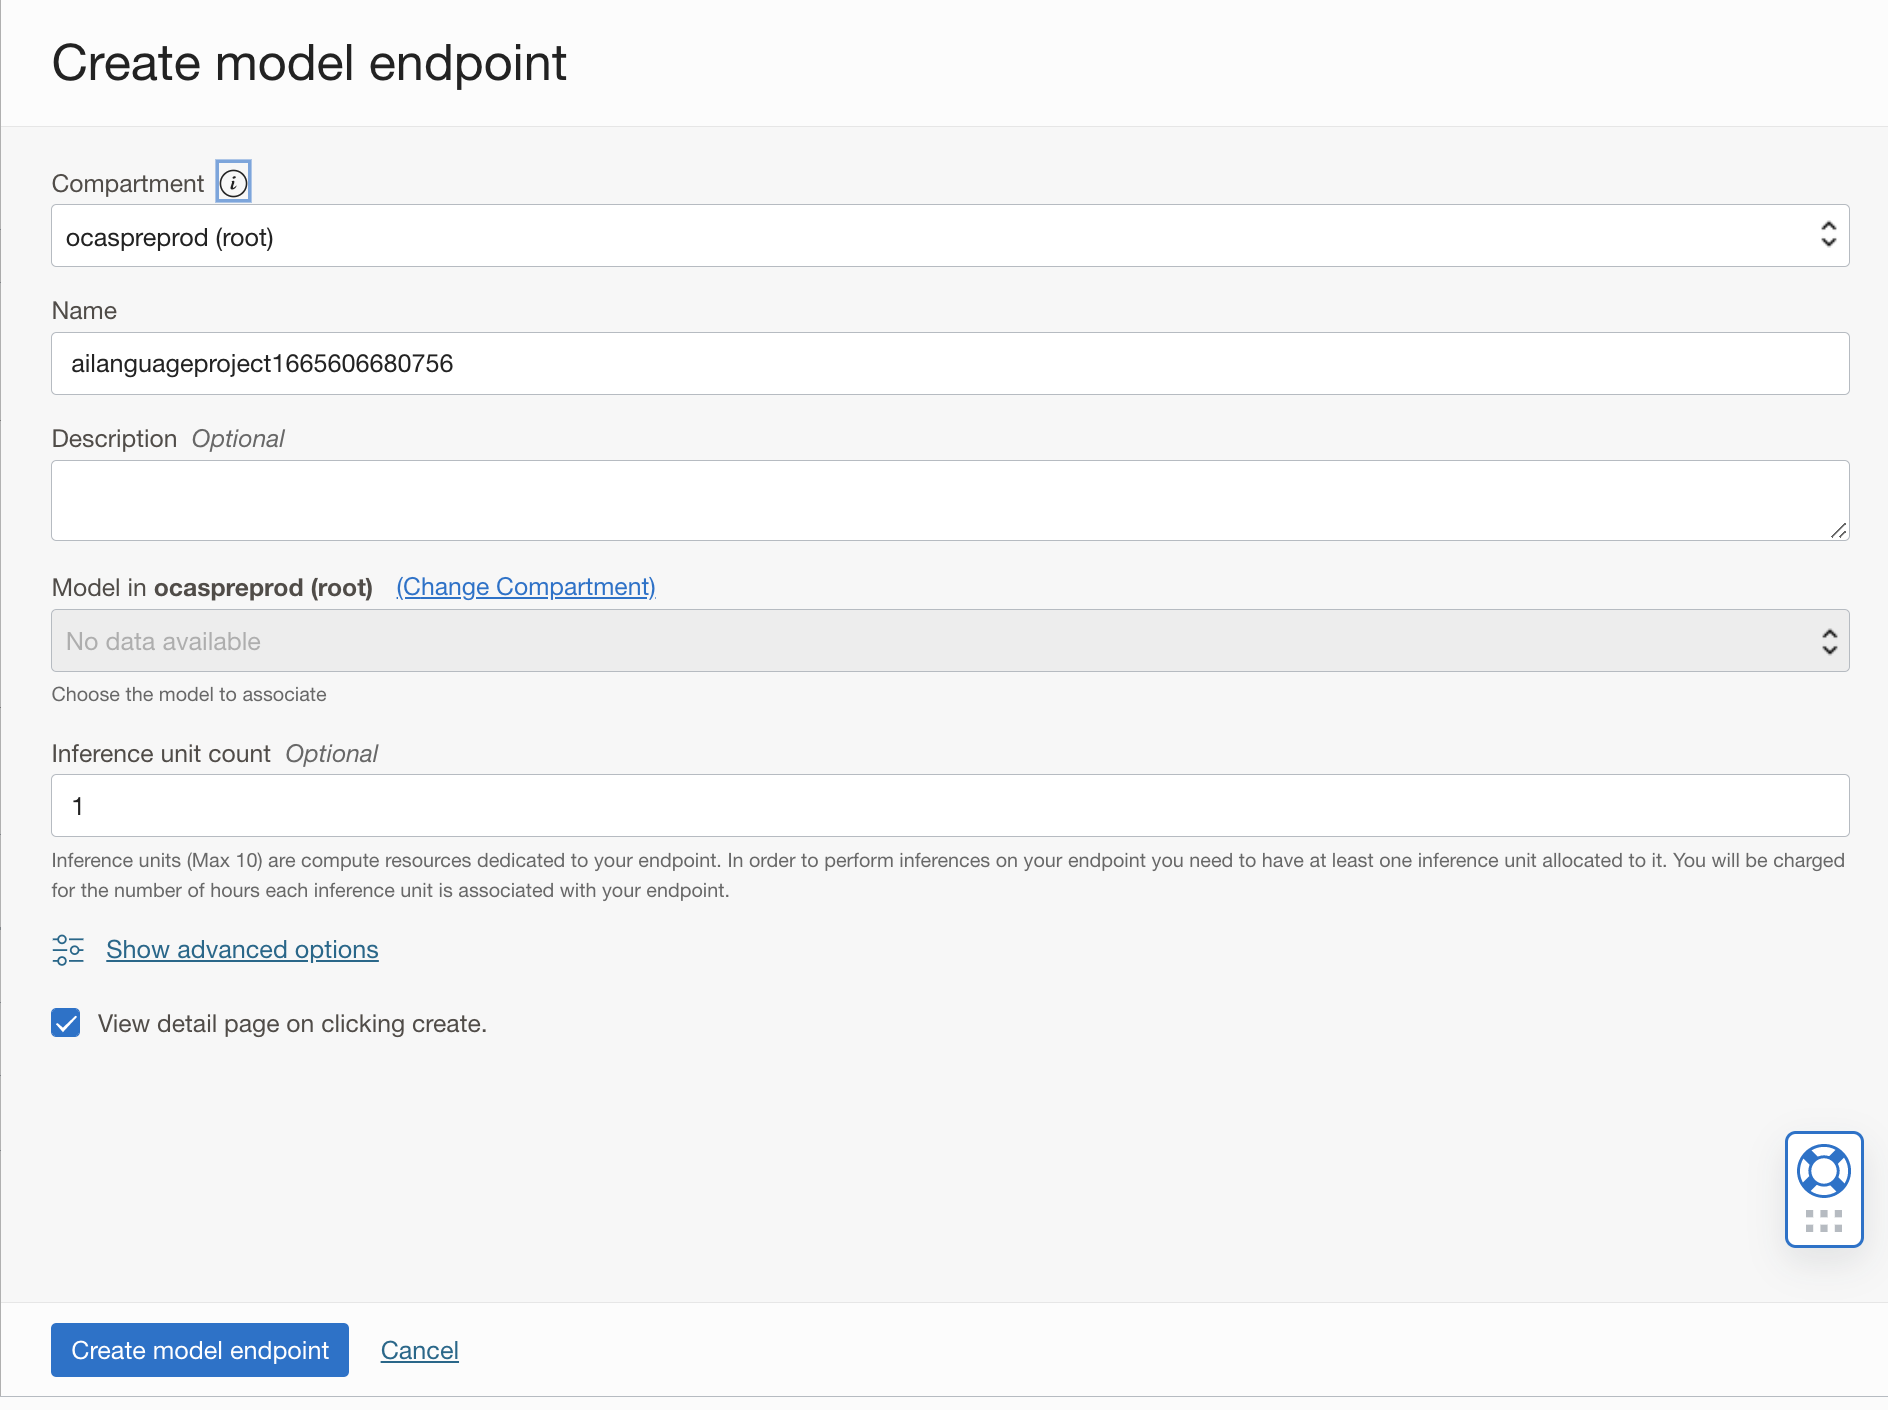 Create model endpoint
Compartment
ocaspreprod (root)
Name
ailanguageproject1665606680756
Description Optional
Model in ocaspreprod (root) (Change Compartment)
No data available
Choose the model to associate
Inference unit count Optional
1
Inference units (Max 10) are compute resources dedicated to your endpoint. In order to perform inferences on your endpoint you need to have at least one inference unit allocated to it. You will be charged
for the number of hours each inference unit is associated with your endpoint.
Show advanced options
View detail page on clicking create.
Create model endpoint Cancel